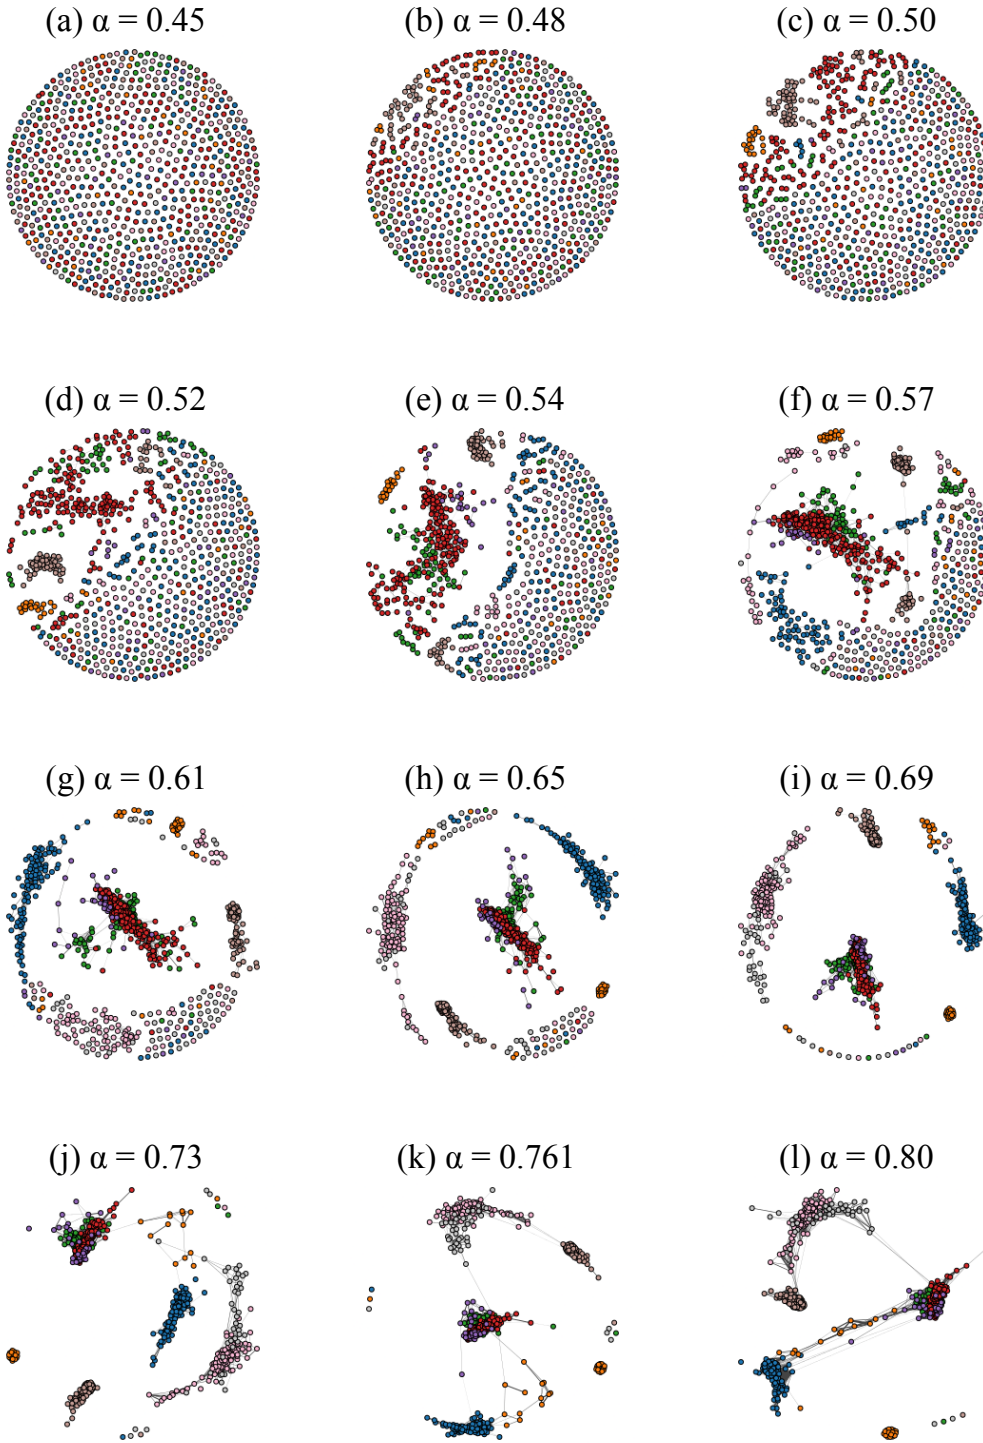 (a) α = 0.45
(b) α = 0.48
(c) α = 0.50
(d) α = 0.52
(e) α = 0.54
(f) α = 0.57
(g) α = 0.61
(h) α = 0.65
(i) α = 0.69
(j) α = 0.73
(k) α = 0.761
(l) α = 0.80